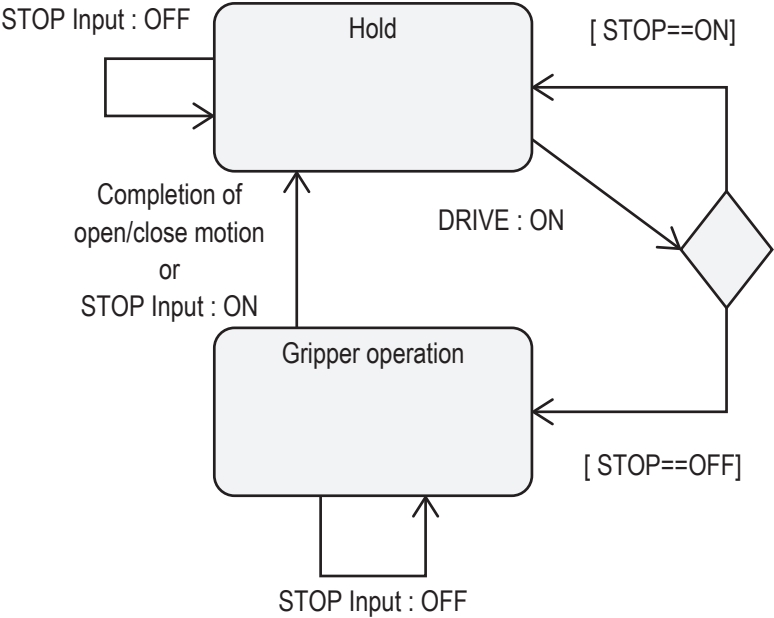 STOP Input : OFF
Hold
[ STOP==ON]
Completion of
open/close motion
or
STOP Input : ON
DRIVE : ON
Gripper operation
[ STOP==OFF]
STOP Input : OFF